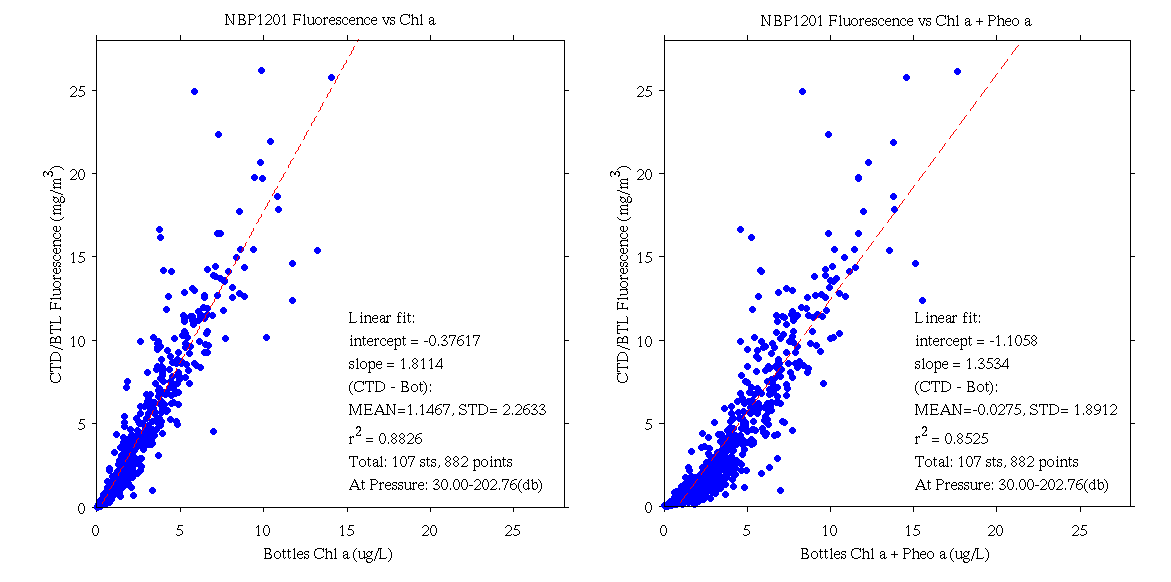 NBP1201 Fluorescence vs Chl a
CTD/BTL Fluorescence (mg/m3)
25
20
15
10
5
0
Linear fit:
intercept = -0.37617
slope = 1.8114
(CTD - Bot):
MEAN=1.1467, STD= 2.2633
r2 = 0.8826
Total: 107 sts, 882 points
At Pressure: 30.00-202.76(db)
0 5 10 15 20 25
Bottles Chl a (ug/L)
NBP1201 Fluorescence vs Chl a + Pheo a
CTD/BTL Fluorescence (mg/m3)
25
20
15
10
5
0
Linear fit:
intercept = -1.1058
slope = 1.3534
(CTD - Bot):
MEAN=-0.0275, STD= 1.8912
r2 = 0.8525
Total: 107 sts, 882 points
At Pressure: 30.00-202.76(db)
0 5 10 15 20 25
Bottles Chl a + Pheo a (ug/L)